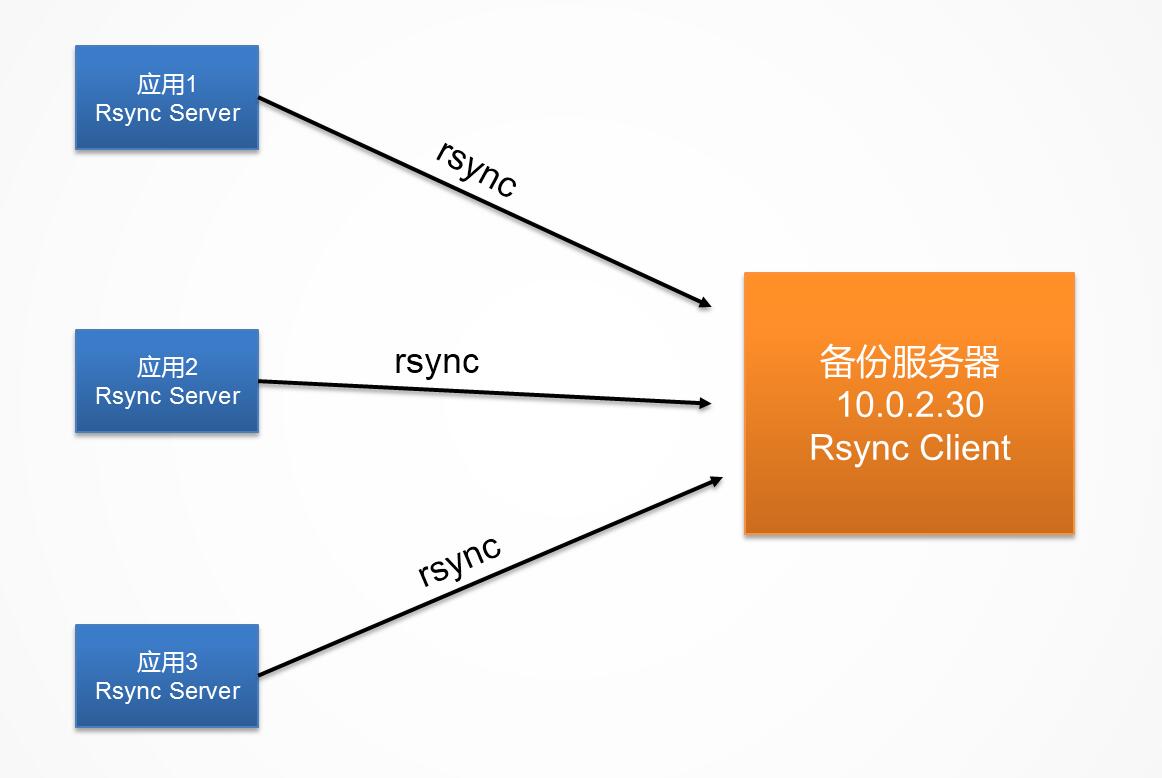 应用1
Rsync Server
rsync
应用2
Rsync Server
rsync
备份服务器
10.0.2.30
Rsync Client
rsync
应用3
Rsync Server